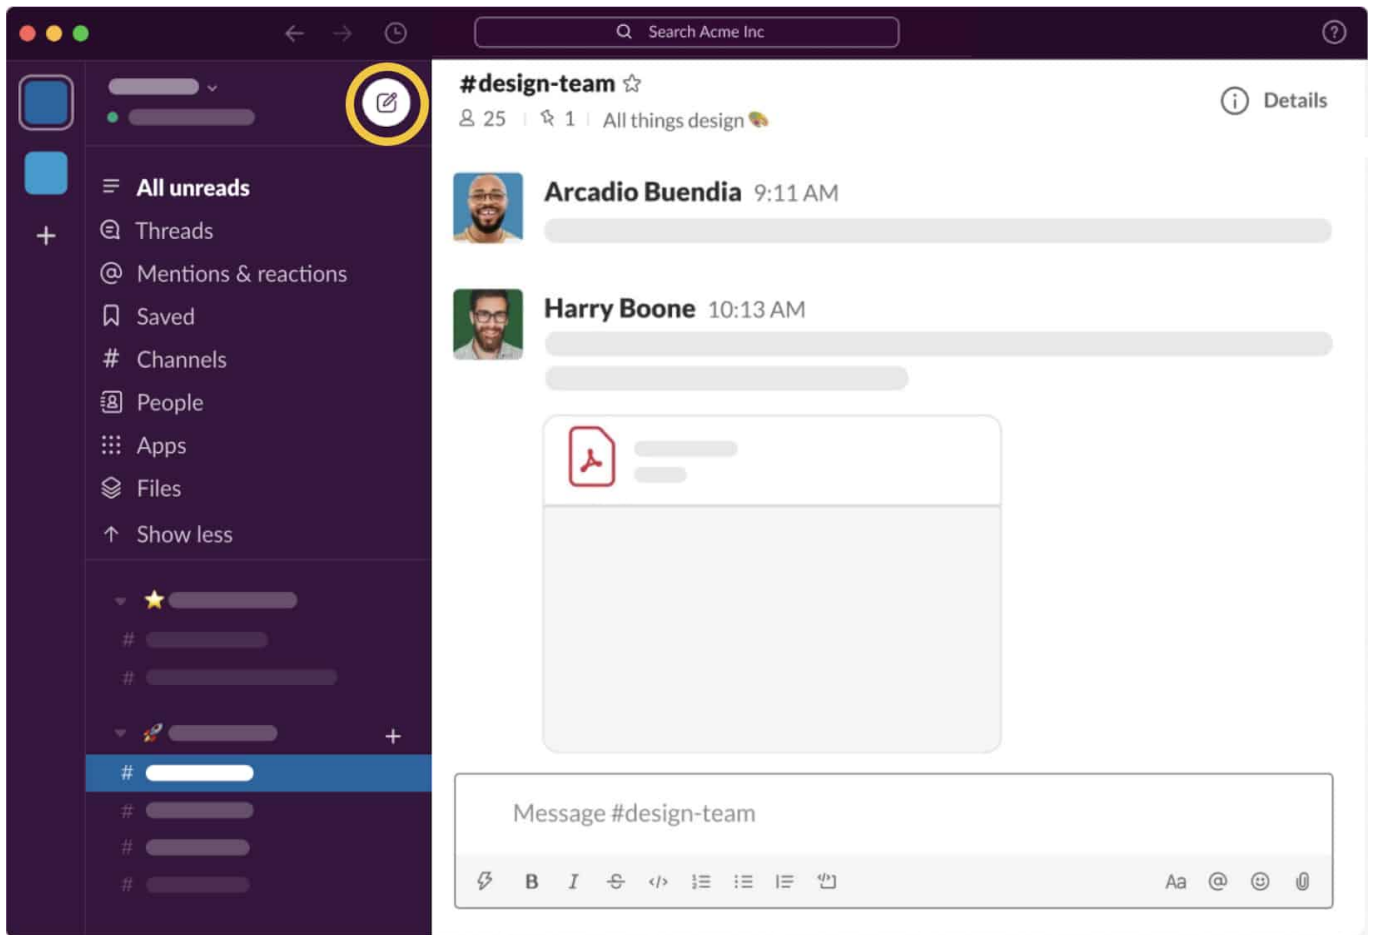 Search Acme Inc
All unreads
Threads
Mentions & reactions
Saved
# Channels
People
Apps
Files
Show less
#
#
#
#
#
#
#design-team
25 1 All things design
Details
Arcadio Buendia 9:11 AM
Harry Boone 10:13 AM
Message #design-team
B I S </> Aa @